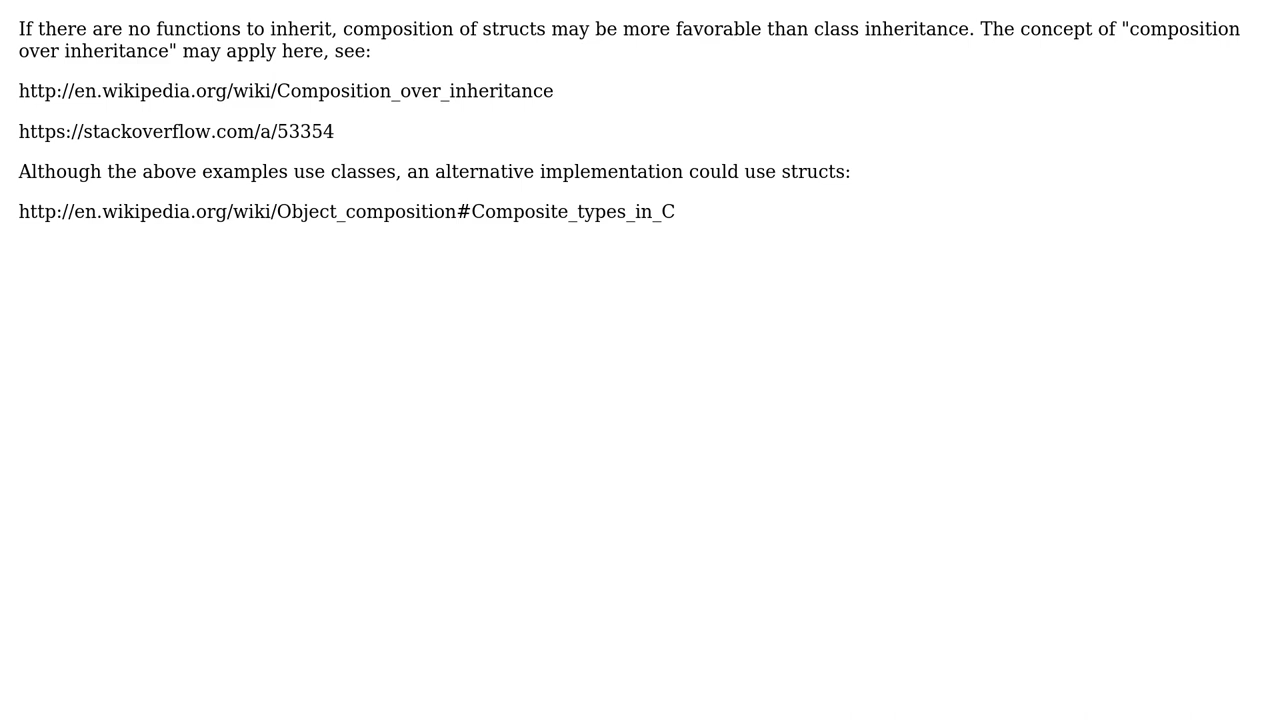 If there are no functions to inherit, composition of structs may be more favorable than class inheritance. The concept of "composition
over inheritance" may apply here, see:
http://en.wikipedia.org/wiki/Composition_over_inheritance
https://stackoverflow.com/a/53354
Although the above examples use classes, an alternative implementation could use structs:
http://en.wikipedia.org/wiki/Object_composition#Composite_types_in_C